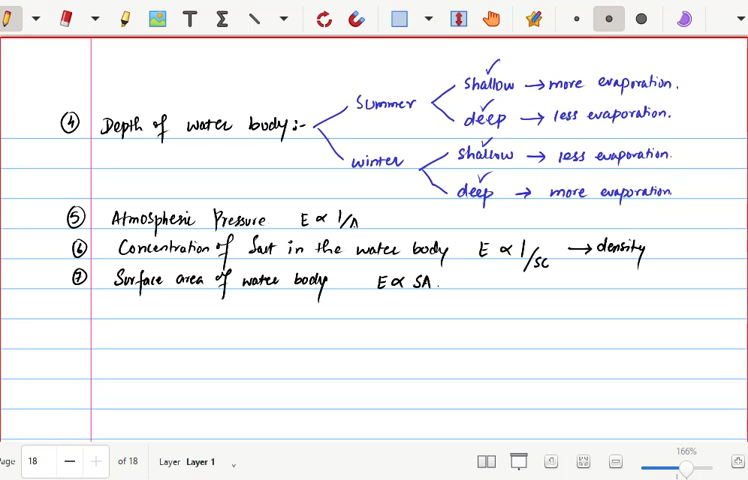 shallow → more evaporation.
Summer
deep → less evaporation.
④ Depth of water body:-
shallow → less evaporation.
winter
deep → more evaporation
⑤ Atmospheric Pressure E ∝ 1/A
⑥ Concentration of Salt in the water body E ∝ 1/SC → density
⑦ Surface area of water body E ∝ SA.
166%
Page 18 of 18 Layer Layer 1